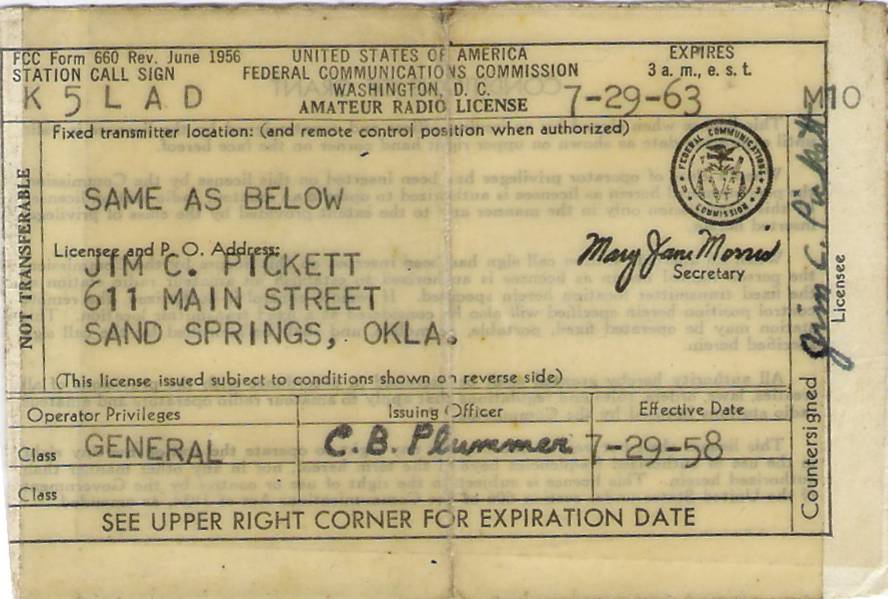 FCC Form 660 Rev. June 1956
STATION CALL SIGN
K5LAD
UNITED STATES OF AMERICA
FEDERAL COMMUNICATIONS COMMISSION
WASHINGTON, D. C.
AMATEUR RADIO LICENSE
EXPIRES
3 a. m., e. s. t.
7-29-63
M10
Fixed transmitter location: (and remote control position when authorized)
SAME AS BELOW
FEDERAL COMMUNICATIONS COMMISSION
Licensee and P. O. Address:
JIM C. PICKETT
611 MAIN STREET
SAND SPRINGS, OKLA.
Mary Jane Morris
Secretary
(This license issued subject to conditions shown on reverse side)
Operator Privileges
Class GENERAL
Class
Issuing Officer
C. B. Plummer
Effective Date
7-29-58
SEE UPPER RIGHT CORNER FOR EXPIRATION DATE
NOT TRANSFERABLE
Countersigned Jim C. Pickett
Licensee